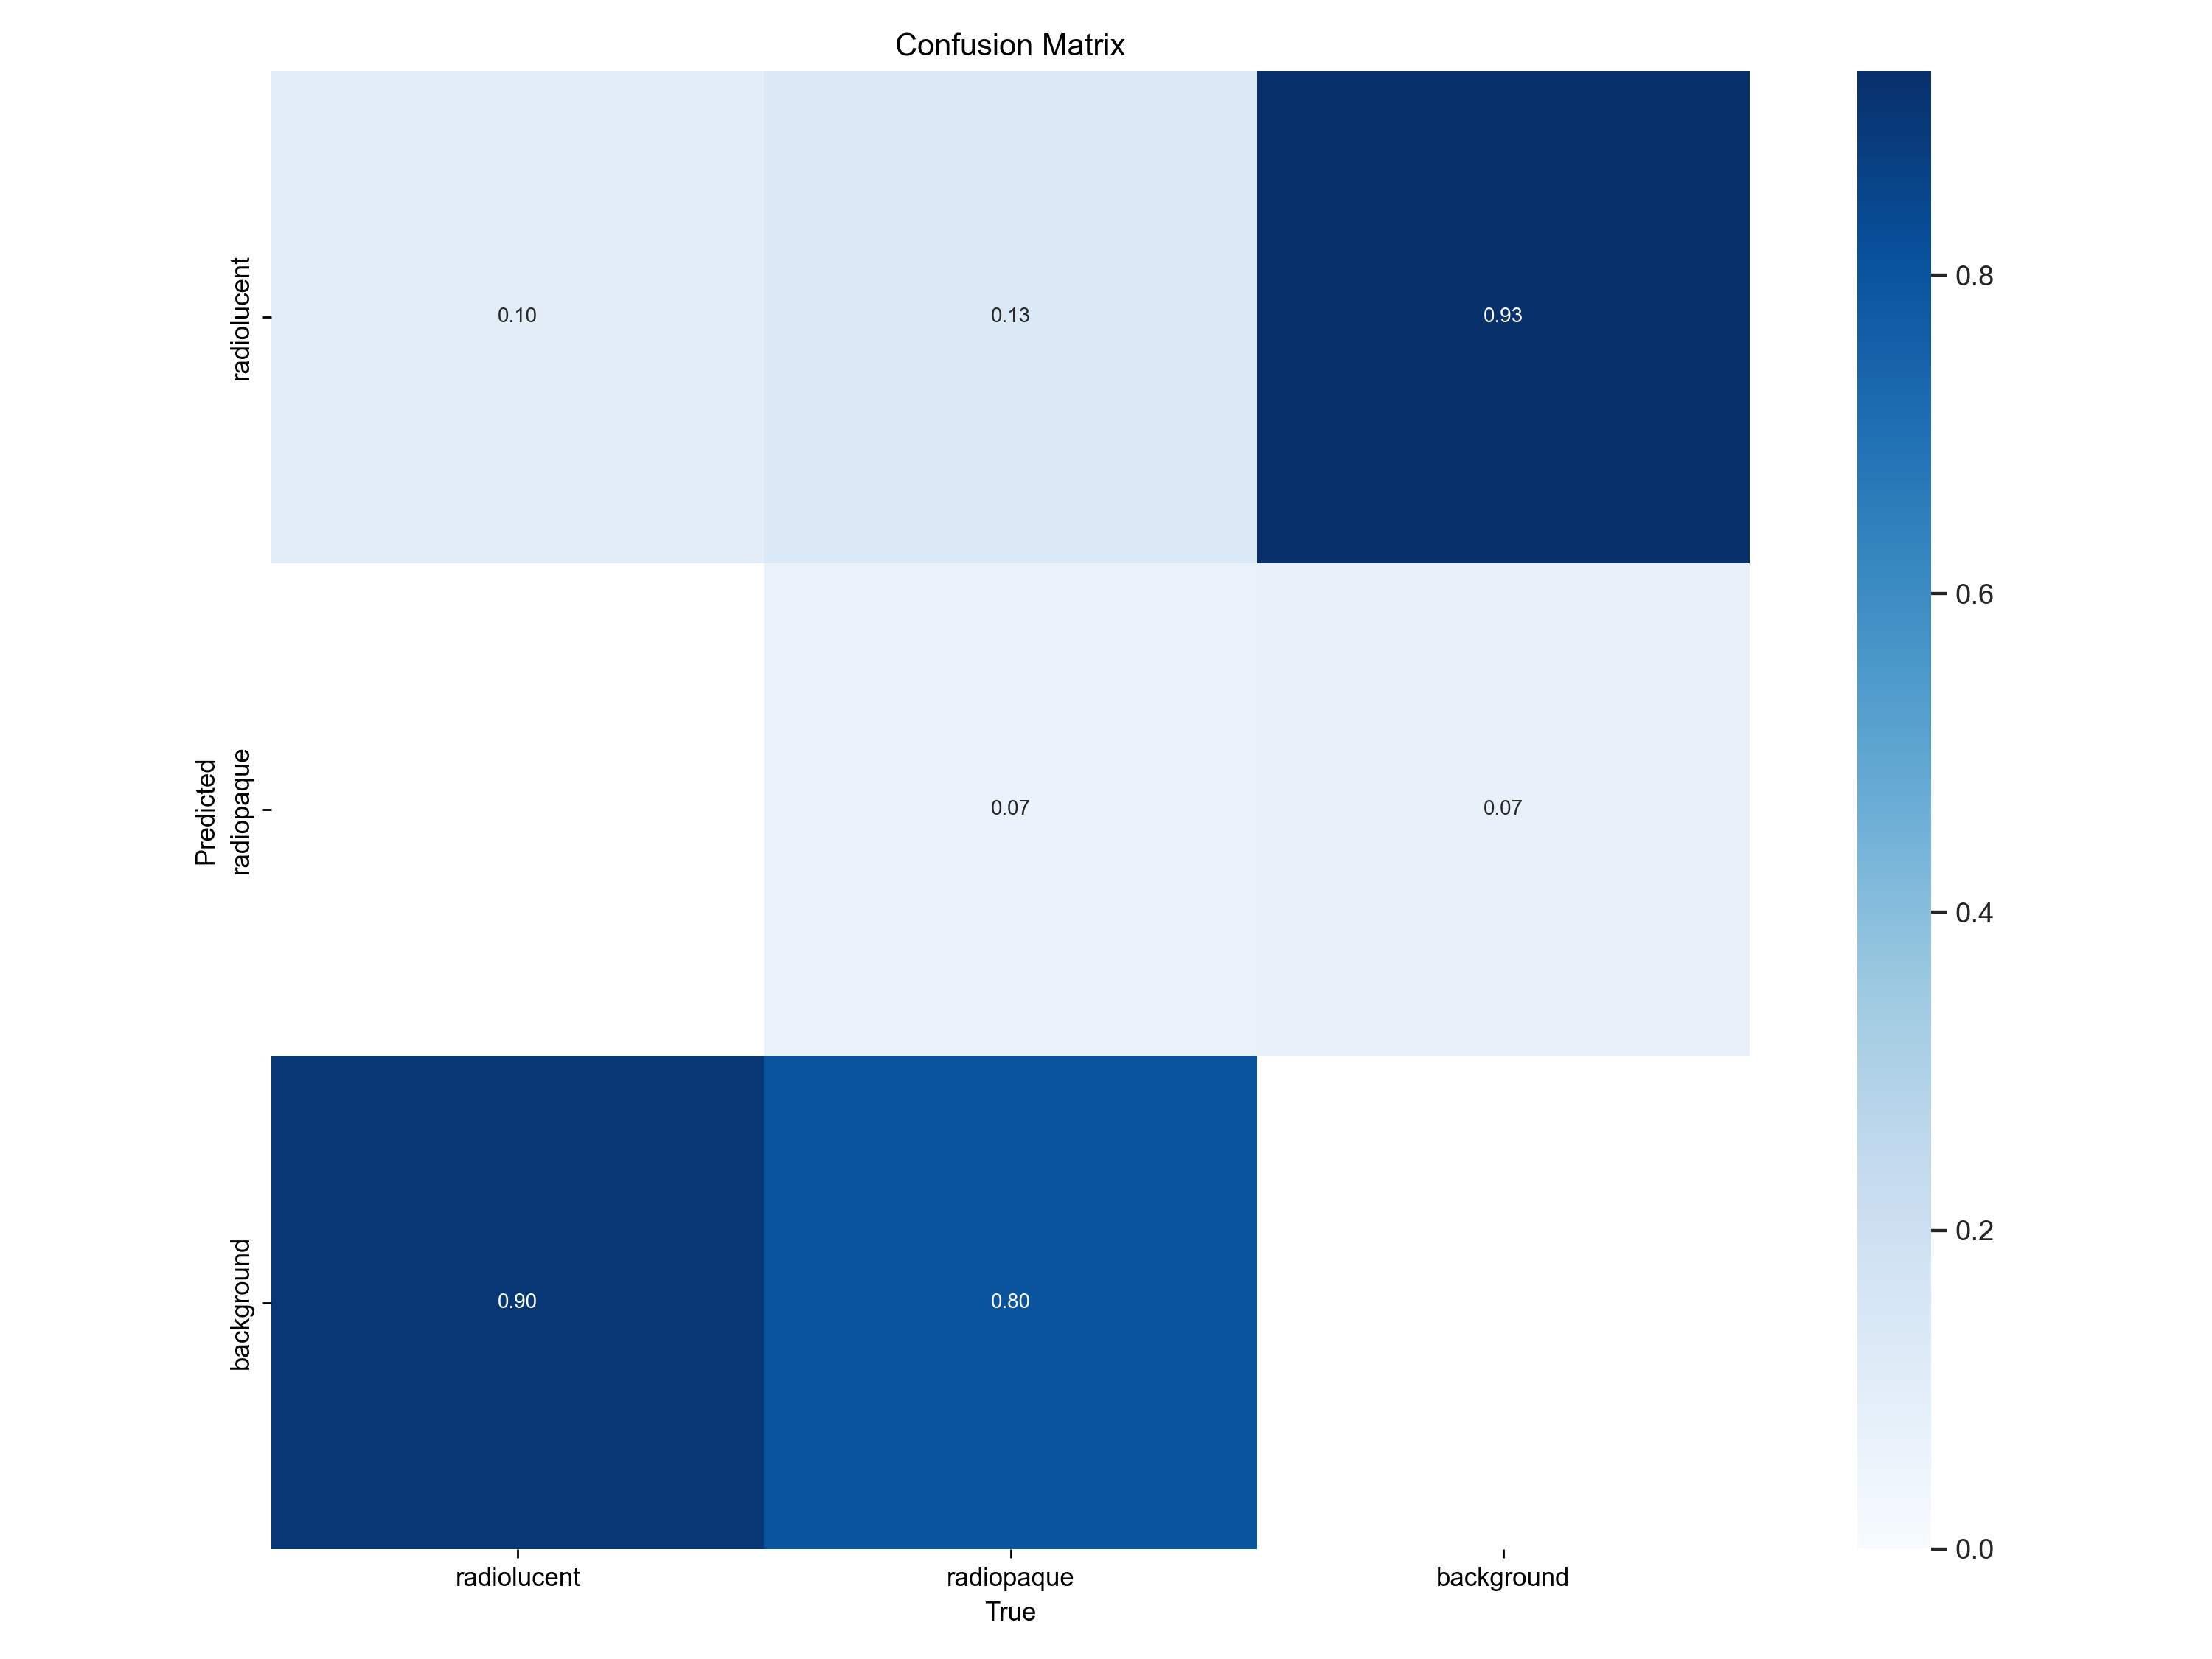 Confusion Matrix
radiolucent
0.10
0.13
0.93
0.8
0.6
Predicted
radiopaque
0.07
0.07
0.4
0.2
background
0.90
0.80
0.0
radiolucent
radiopaque
background
True